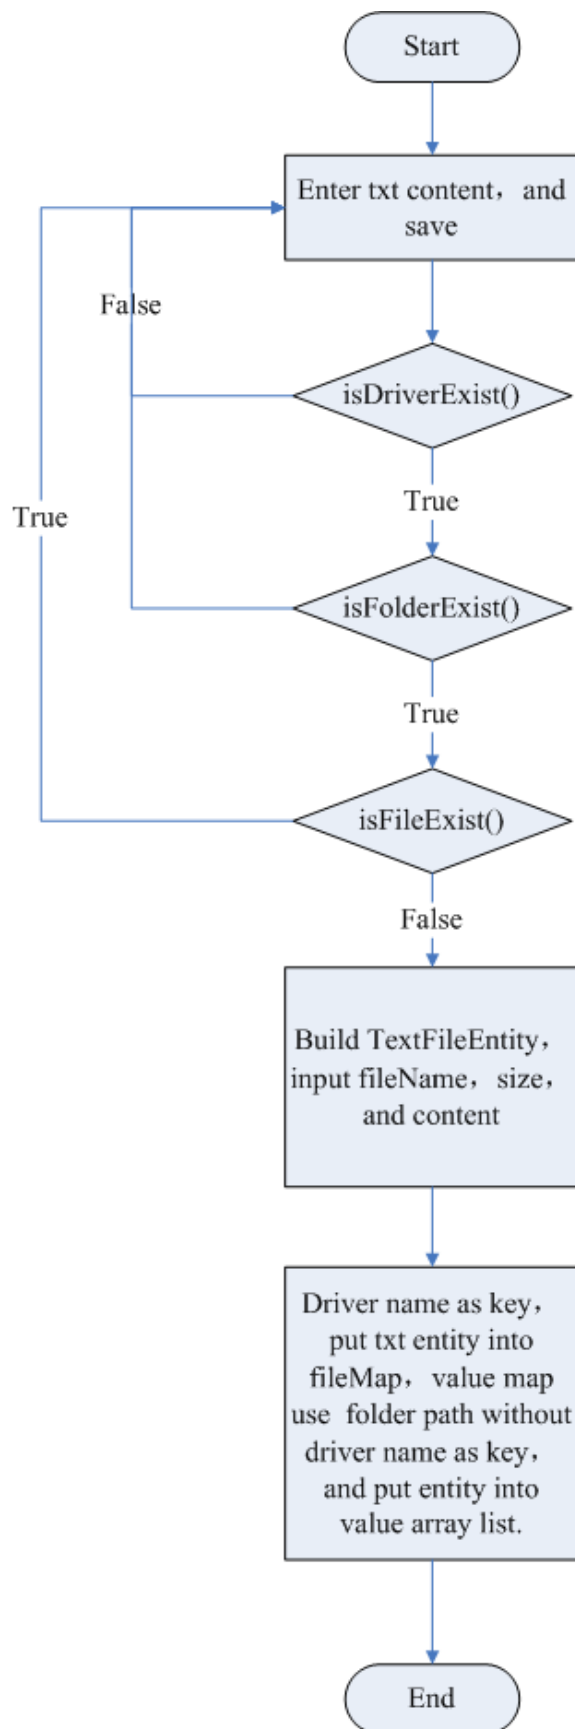 Start
Enter txt content，and
save
False
isDriverExist()
True
True
isFolderExist()
True
isFileExist()
False
Build TextFileEntity，
input fileName，size，
and content
Driver name as key，
put txt entity into
fileMap，value map
use folder path without
driver name as key，
and put entity into
value array list.
End